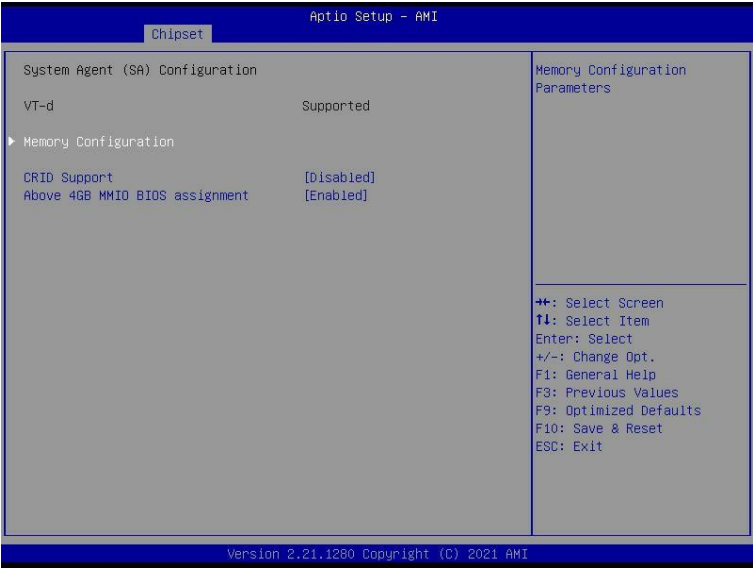 Aptio Setup - AMI
Chipset
System Agent (SA) Configuration
VT-d Supported
Memory Configuration
CRID Support [Disabled]
Above 4GB MMIO BIOS assignment [Enabled]
Memory Configuration
Parameters
→←: Select Screen
↑↓: Select Item
Enter: Select
+/-: Change Opt.
F1: General Help
F3: Previous Values
F9: Optimized Defaults
F10: Save & Reset
ESC: Exit
Version 2.21.1280 Copyright (C) 2021 AMI